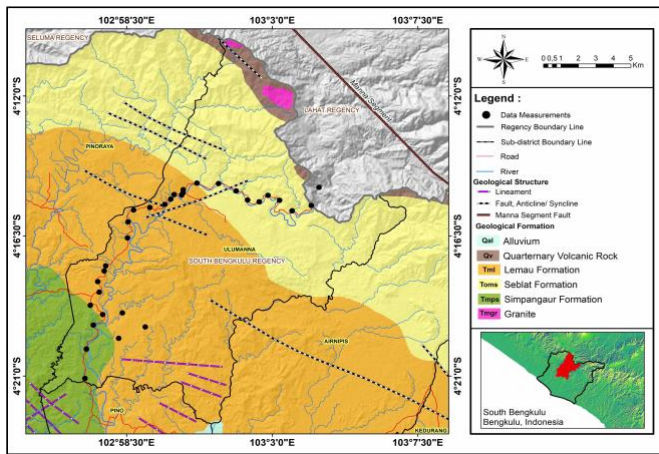 102°58'30"E
103°3'0"E
103°7'30"E
SELUMA REGENCY
4°12'0"S
4°12'0"S
Manna Segment
LAHAT REGENCY
PINORAYA
4°16'30"S
4°16'30"S
ULUMANNA
SOUTH BENGKULU REGENCY
AIRNIPIS
4°21'0"S
4°21'0"S
PINO
KEDURANG
102°58'30"E
103°3'0"E
103°7'30"E
N
W
E
S
0 0,5 1 2 3 4 5
Km
Legend :
Data Measurements
Regency Boundary Line
Sub-district Boundary Line
Road
River
Geological Structure
Lineament
Fault, Anticline/ Syncline
Manna Segment Fault
Geological Formation
Qal Alluvium
Qv Quarternary Volcanic Rock
Tml Lemau Formation
Toms Seblat Formation
Tmps Simpangaur Formation
Tmgr Granite
South Bengkulu
Bengkulu, Indonesia